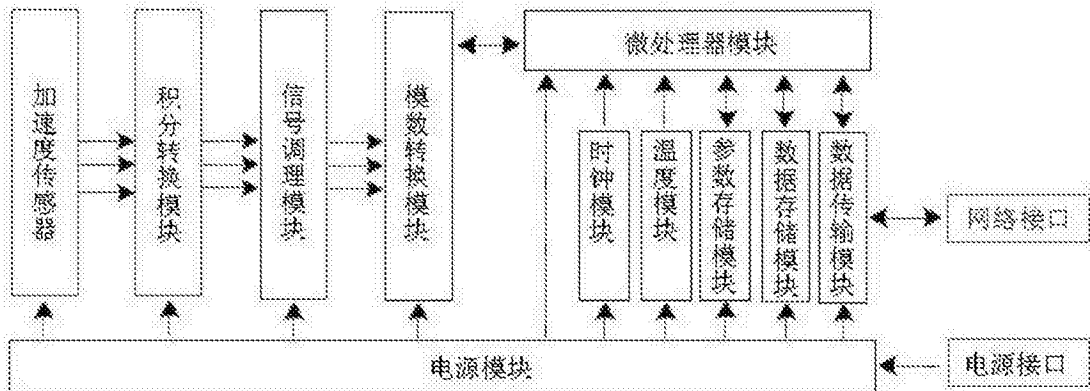 加速度传感器
积分转换模块
信号调理模块
模数转换模块
微处理器模块
时钟模块
温度模块
参数存储模块
数据存储模块
数据传输模块
网络接口
电源模块
电源接口